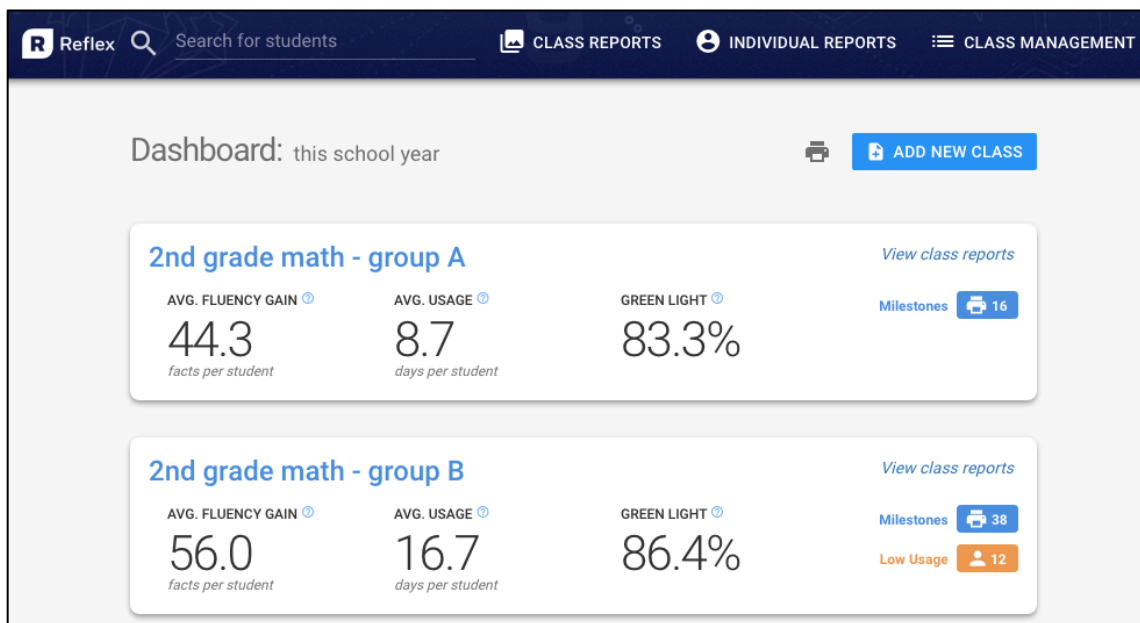 R Reflex Search for students CLASS REPORTS INDIVIDUAL REPORTS CLASS MANAGEMENT
Dashboard: this school year ADD NEW CLASS
2nd grade math - group A View class reports
AVG. FLUENCY GAIN ? AVG. USAGE ? GREEN LIGHT ? Milestones 16
44.3 8.7 83.3%
facts per student days per student
2nd grade math - group B View class reports
AVG. FLUENCY GAIN ? AVG. USAGE ? GREEN LIGHT ? Milestones 38
56.0 16.7 86.4% Low Usage 12
facts per student days per student